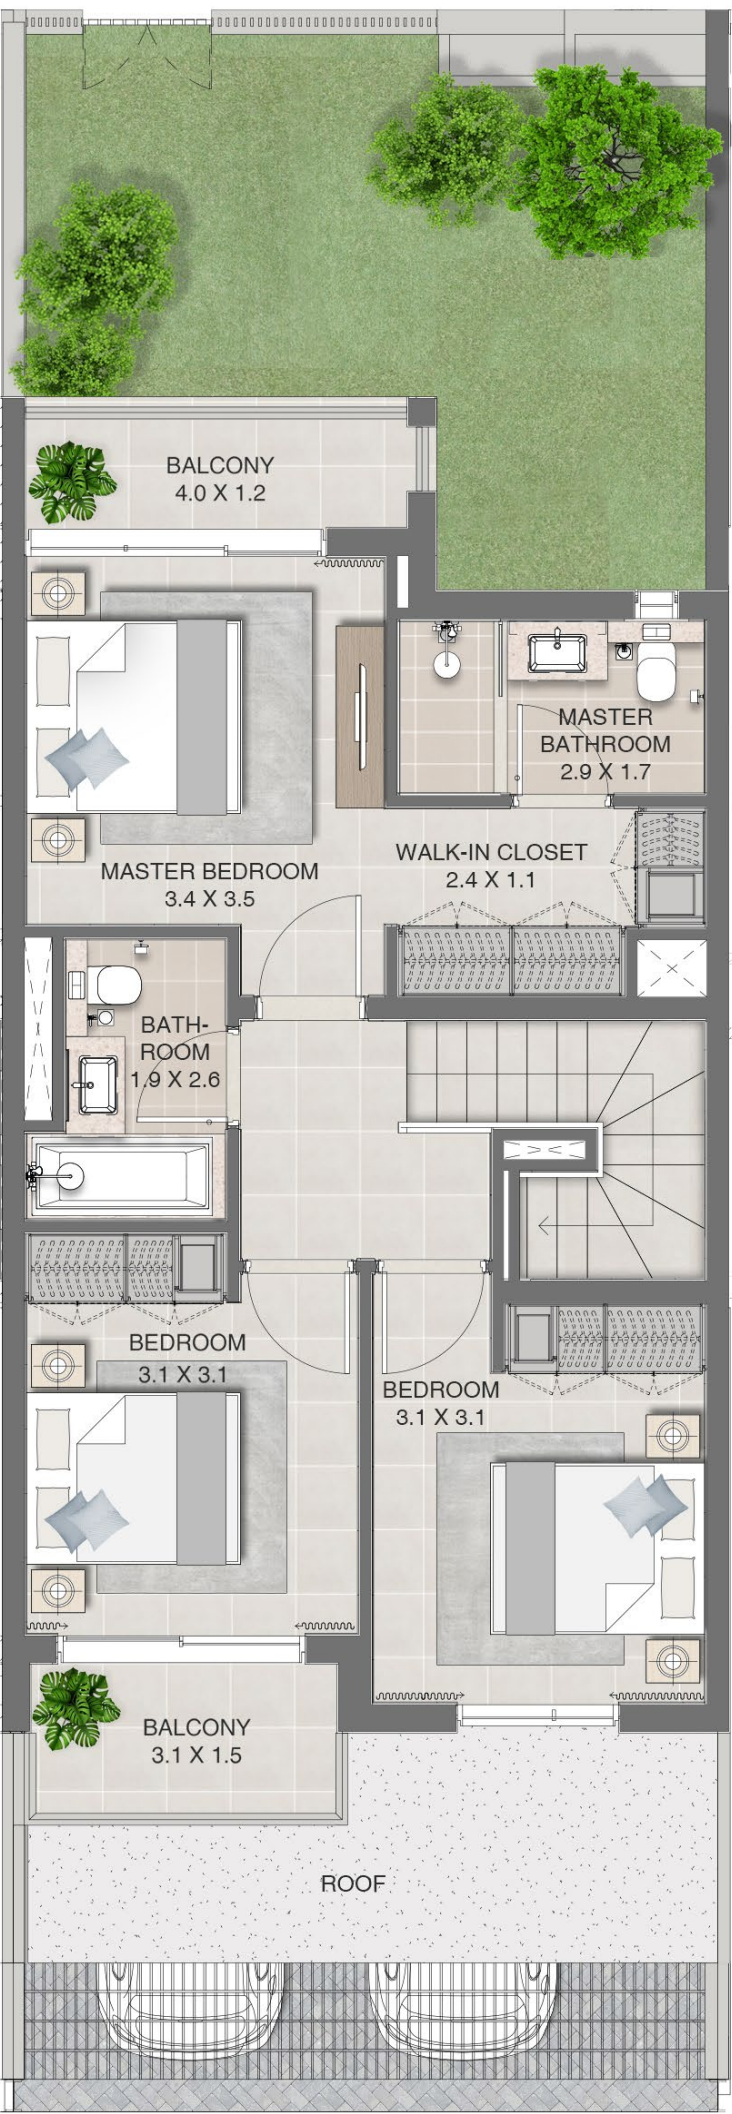 BALCONY
4.0 X 1.2
MASTER
BATHROOM
2.9 X 1.7
MASTER BEDROOM
3.4 X 3.5
WALK-IN CLOSET
2.4 X 1.1
BATH-
ROOM
1.9 X 2.6
BEDROOM
3.1 X 3.1
BEDROOM
3.1 X 3.1
BALCONY
3.1 X 1.5
ROOF